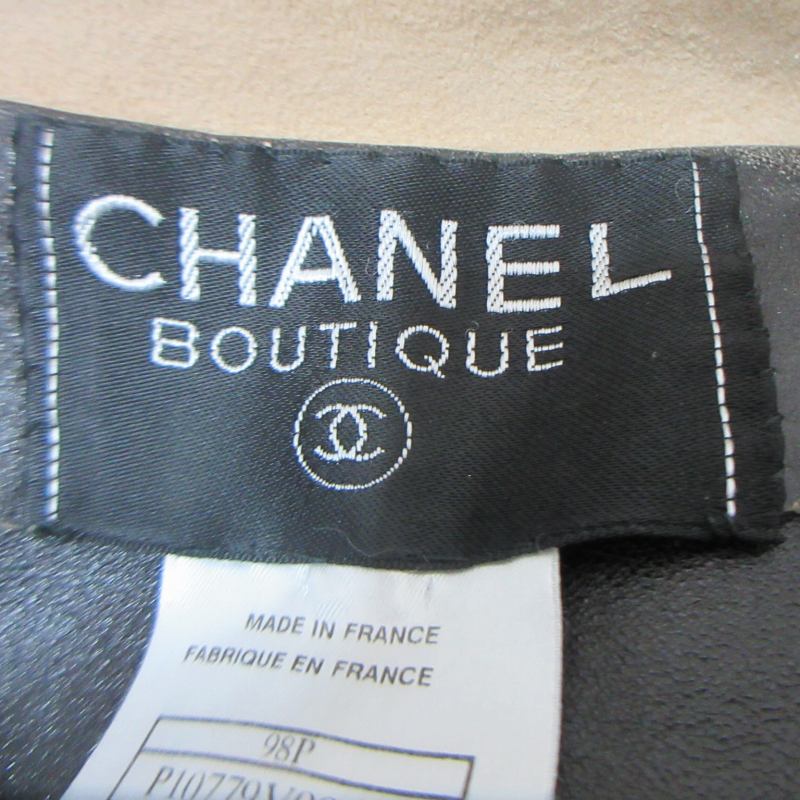 CHANEL
BOUTIQUE
MADE IN FRANCE
FABRIQUE EN FRANCE
98P